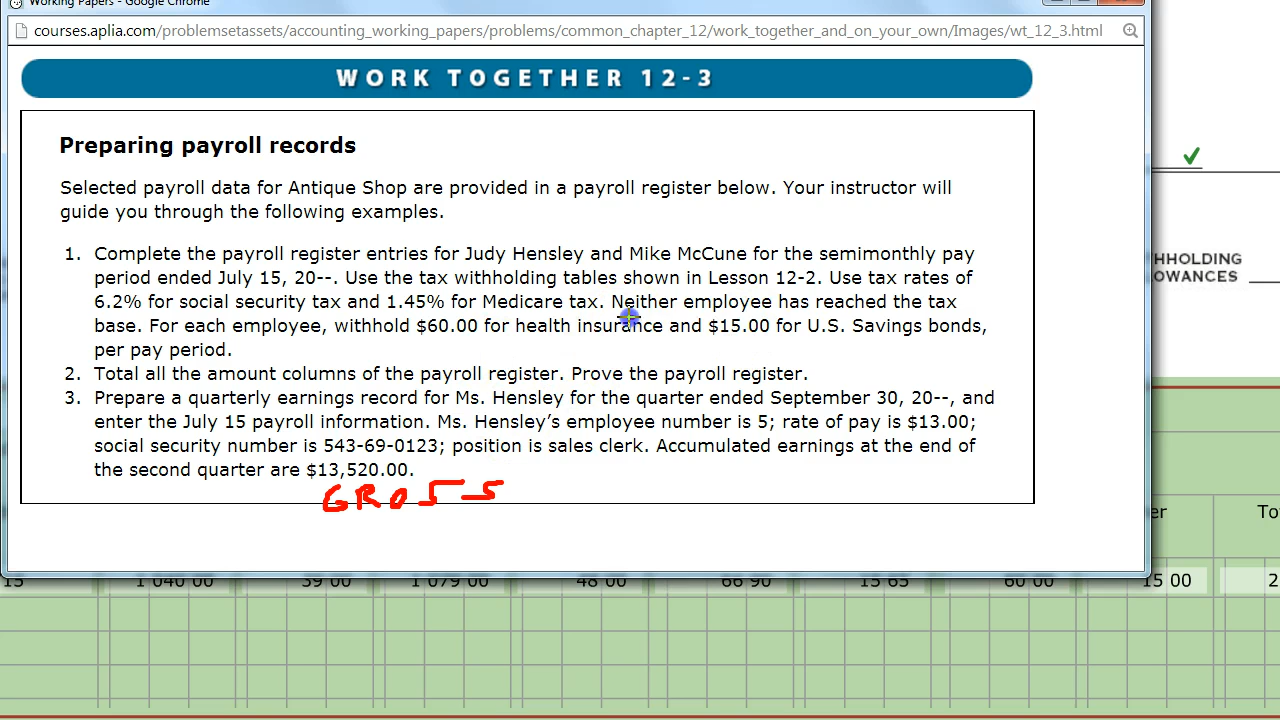 Working Papers - Google Chrome
courses.aplia.com/problemsetassets/accounting_working_papers/problems/common_chapter_12/work_together_and_on_your_own/Images/wt_12_3.html
WORK TOGETHER 12-3
Preparing payroll records
Selected payroll data for Antique Shop are provided in a payroll register below. Your instructor will
guide you through the following examples.
1. Complete the payroll register entries for Judy Hensley and Mike McCune for the semimonthly pay
period ended July 15, 20--. Use the tax withholding tables shown in Lesson 12-2. Use tax rates of
6.2% for social security tax and 1.45% for Medicare tax. Neither employee has reached the tax
base. For each employee, withhold $60.00 for health insurance and $15.00 for U.S. Savings bonds,
per pay period.
2. Total all the amount columns of the payroll register. Prove the payroll register.
3. Prepare a quarterly earnings record for Ms. Hensley for the quarter ended September 30, 20--, and
enter the July 15 payroll information. Ms. Hensley’s employee number is 5; rate of pay is $13.00;
social security number is 543-69-0123; position is sales clerk. Accumulated earnings at the end of
the second quarter are $13,520.00.
GROSS
HHOLDING
OWANCES
er To
15 1 040 00 39 00 1 079 00 48 00 66 90 15 65 60 00 15 00 2